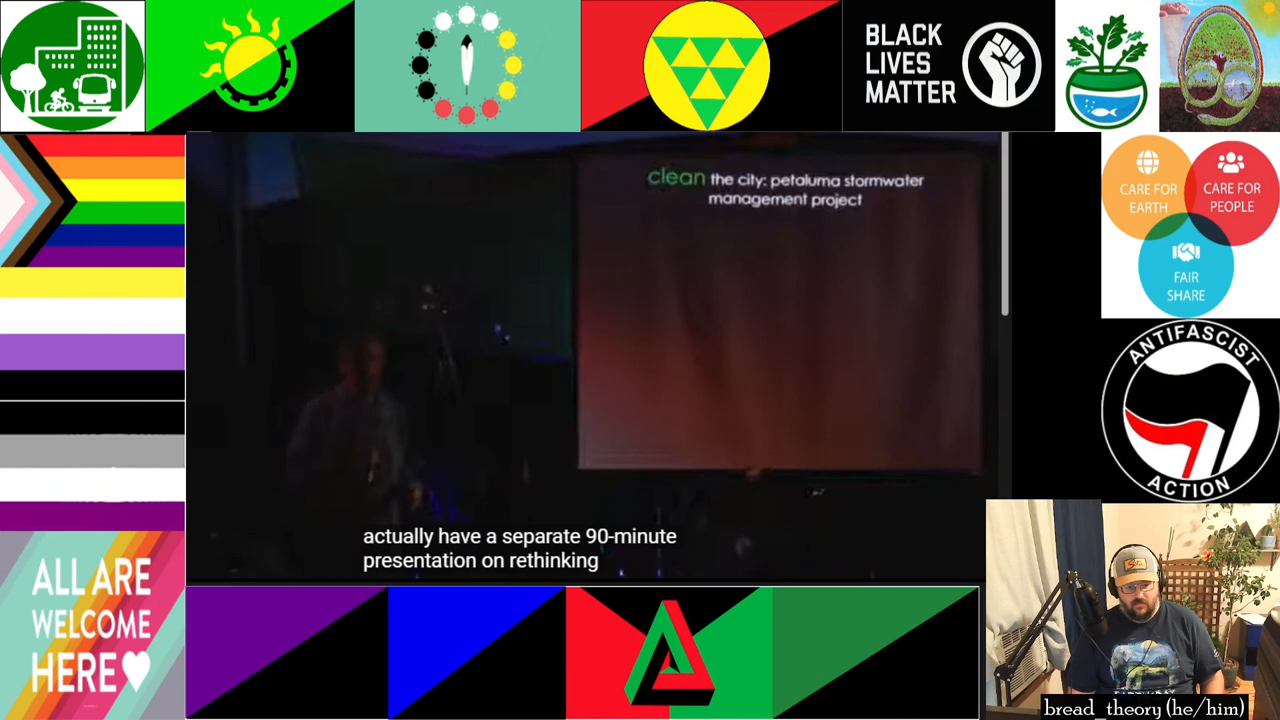 BLACK
LIVES
MATTER
clean the city: petaluma stormwater
management project
CARE FOR
EARTH
CARE FOR
PEOPLE
FAIR
SHARE
ANTIFASCIST
ACTION
actually have a separate 90-minute
presentation on rethinking
ALL ARE
WELCOME
HERE
bread_theory (he/him)